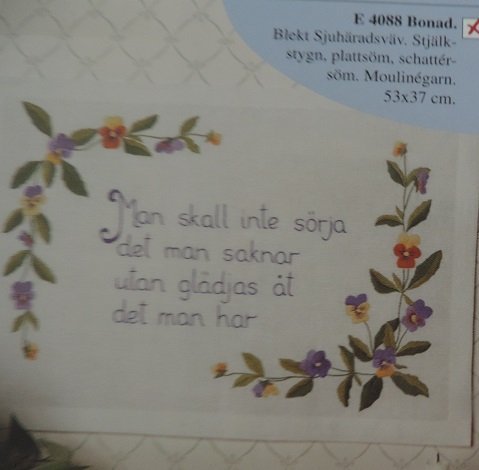 E 4088 Bonad.
Blekt Sjuhäradsväv. Stjälk-
stygn, plattsöm, schattér-
söm. Moulinégarn.
53x37 cm.
Man skall inte sörja
det man saknar
utan glädjas åt
det man har
1